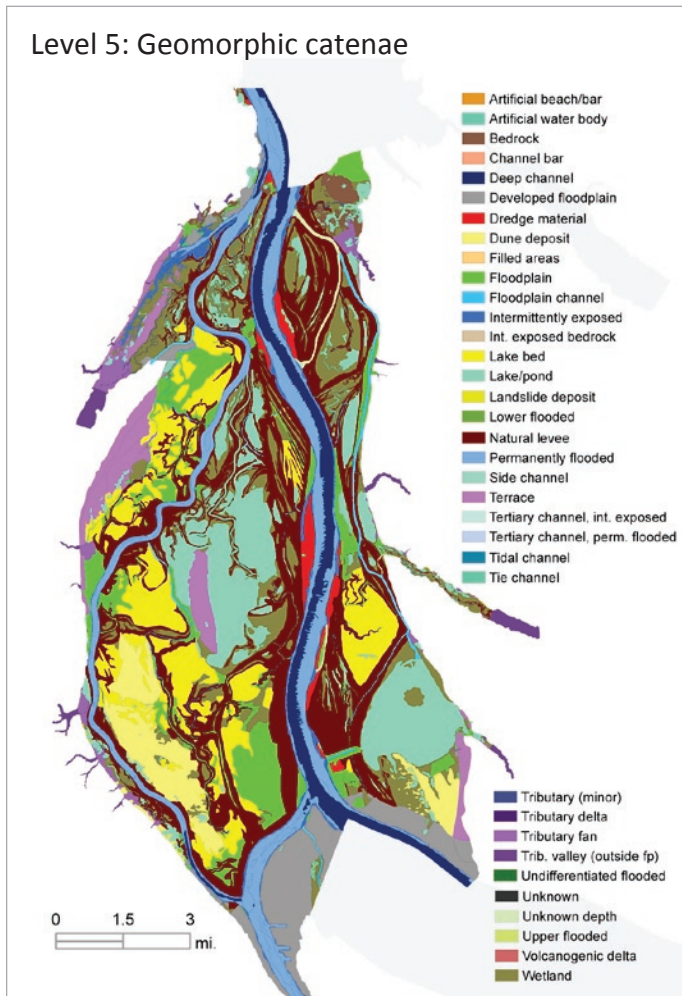 Level 5: Geomorphic catenae
Artificial beach/bar
Artificial water body
Bedrock
Channel bar
Deep channel
Developed floodplain
Dredge material
Dune deposit
Filled areas
Floodplain
Floodplain channel
Intermittently exposed
Int. exposed bedrock
Lake bed
Lake/pond
Landslide deposit
Lower flooded
Natural levee
Permanently flooded
Side channel
Terrace
Tertiary channel, int. exposed
Tertiary channel, perm. flooded
Tidal channel
Tie channel
Tributary (minor)
Tributary delta
Tributary fan
Trib. valley (outside fp)
Undifferentiated flooded
Unknown
Unknown depth
Upper flooded
Volcanogenic delta
Wetland
0 1.5 3
mi.